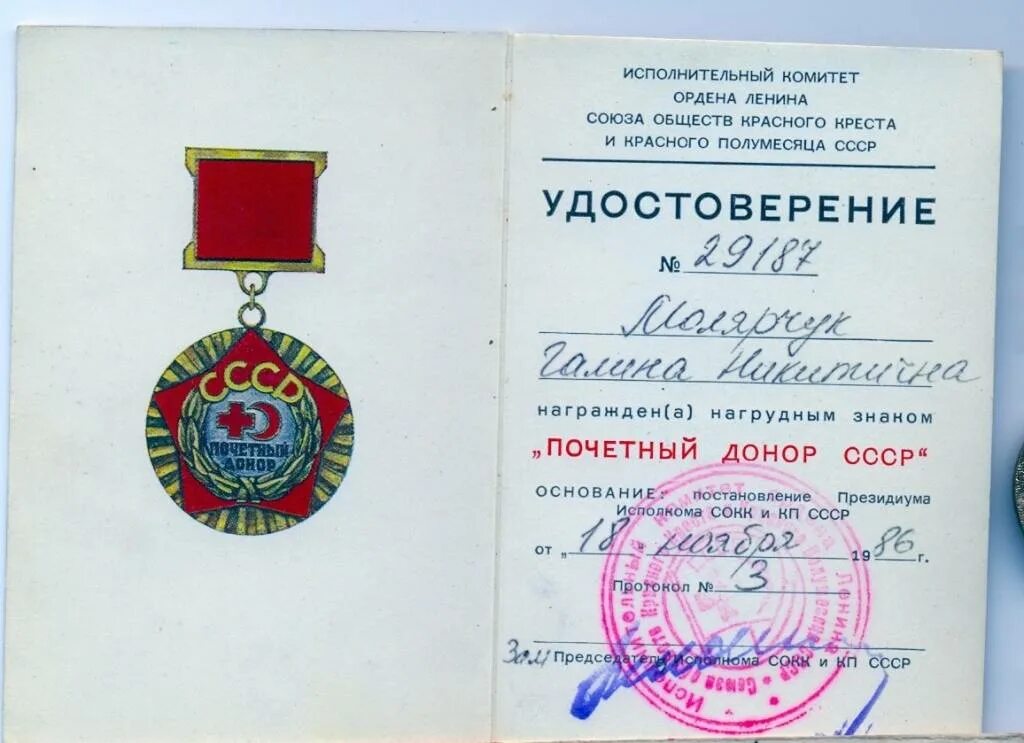 СССР
ПОЧЕТНЫЙ
ДОНОР
ИСПОЛНИТЕЛЬНЫЙ КОМИТЕТ
ОРДЕНА ЛЕНИНА
СОЮЗА ОБЩЕСТВ КРАСНОГО КРЕСТА
И КРАСНОГО ПОЛУМЕСЯЦА СССР
УДОСТОВЕРЕНИЕ
№ 29187
Молярчук
Галина Никитична
награжден(а) нагрудным знаком
„ПОЧЕТНЫЙ ДОНОР СССР“
ОСНОВАНИЕ: постановление Президиума
Исполкома СОКК и КП СССР
от „18 ноября 1986 г.
Протокол № 3
Зам Председатель Исполкома СОКК и КП СССР